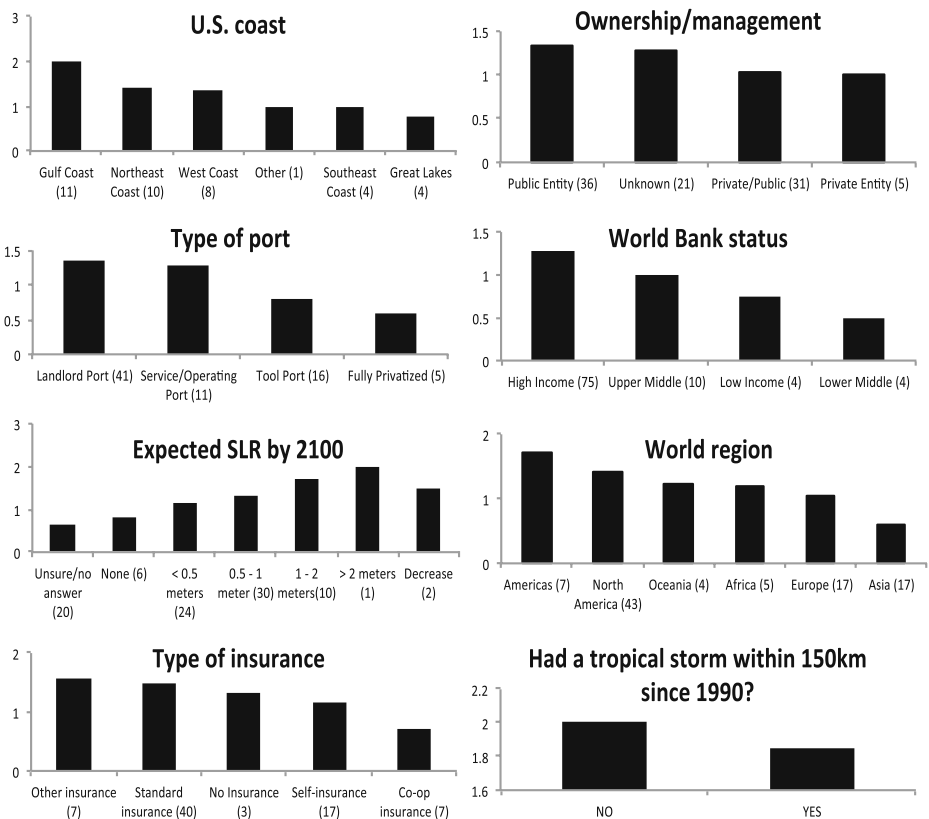 U.S. coast
3
2
1
0
Gulf Coast
(11)
Northeast
Coast (10)
West Coast
(8)
Other (1)
Southeast
Coast (4)
Great Lakes
(4)
Ownership/management
1.5
1
0.5
0
Public Entity (36)
Unknown (21)
Private/Public (31)
Private Entity (5)
Type of port
1.5
1
0.5
0
Landlord Port (41)
Service/Operating
Port (11)
Tool Port (16)
Fully Privatized (5)
World Bank status
1.5
1
0.5
0
High Income (75)
Upper Middle (10)
Low Income (4)
Lower Middle (4)
Expected SLR by 2100
3
2
1
0
Unsure/no
answer
(20)
None (6)
< 0.5
meters
(24)
0.5 - 1
meter (30)
1 - 2
meters(10)
> 2 meters
(1)
Decrease
(2)
World region
2
1
0
Americas (7)
North
America (43)
Oceania (4)
Africa (5)
Europe (17)
Asia (17)
Type of insurance
2
1
0
Other insurance
(7)
Standard
insurance (40)
No Insurance
(3)
Self-insurance
(17)
Co-op
insurance (7)
Had a tropical storm within 150km
since 1990?
2.2
2
1.8
1.6
NO
YES